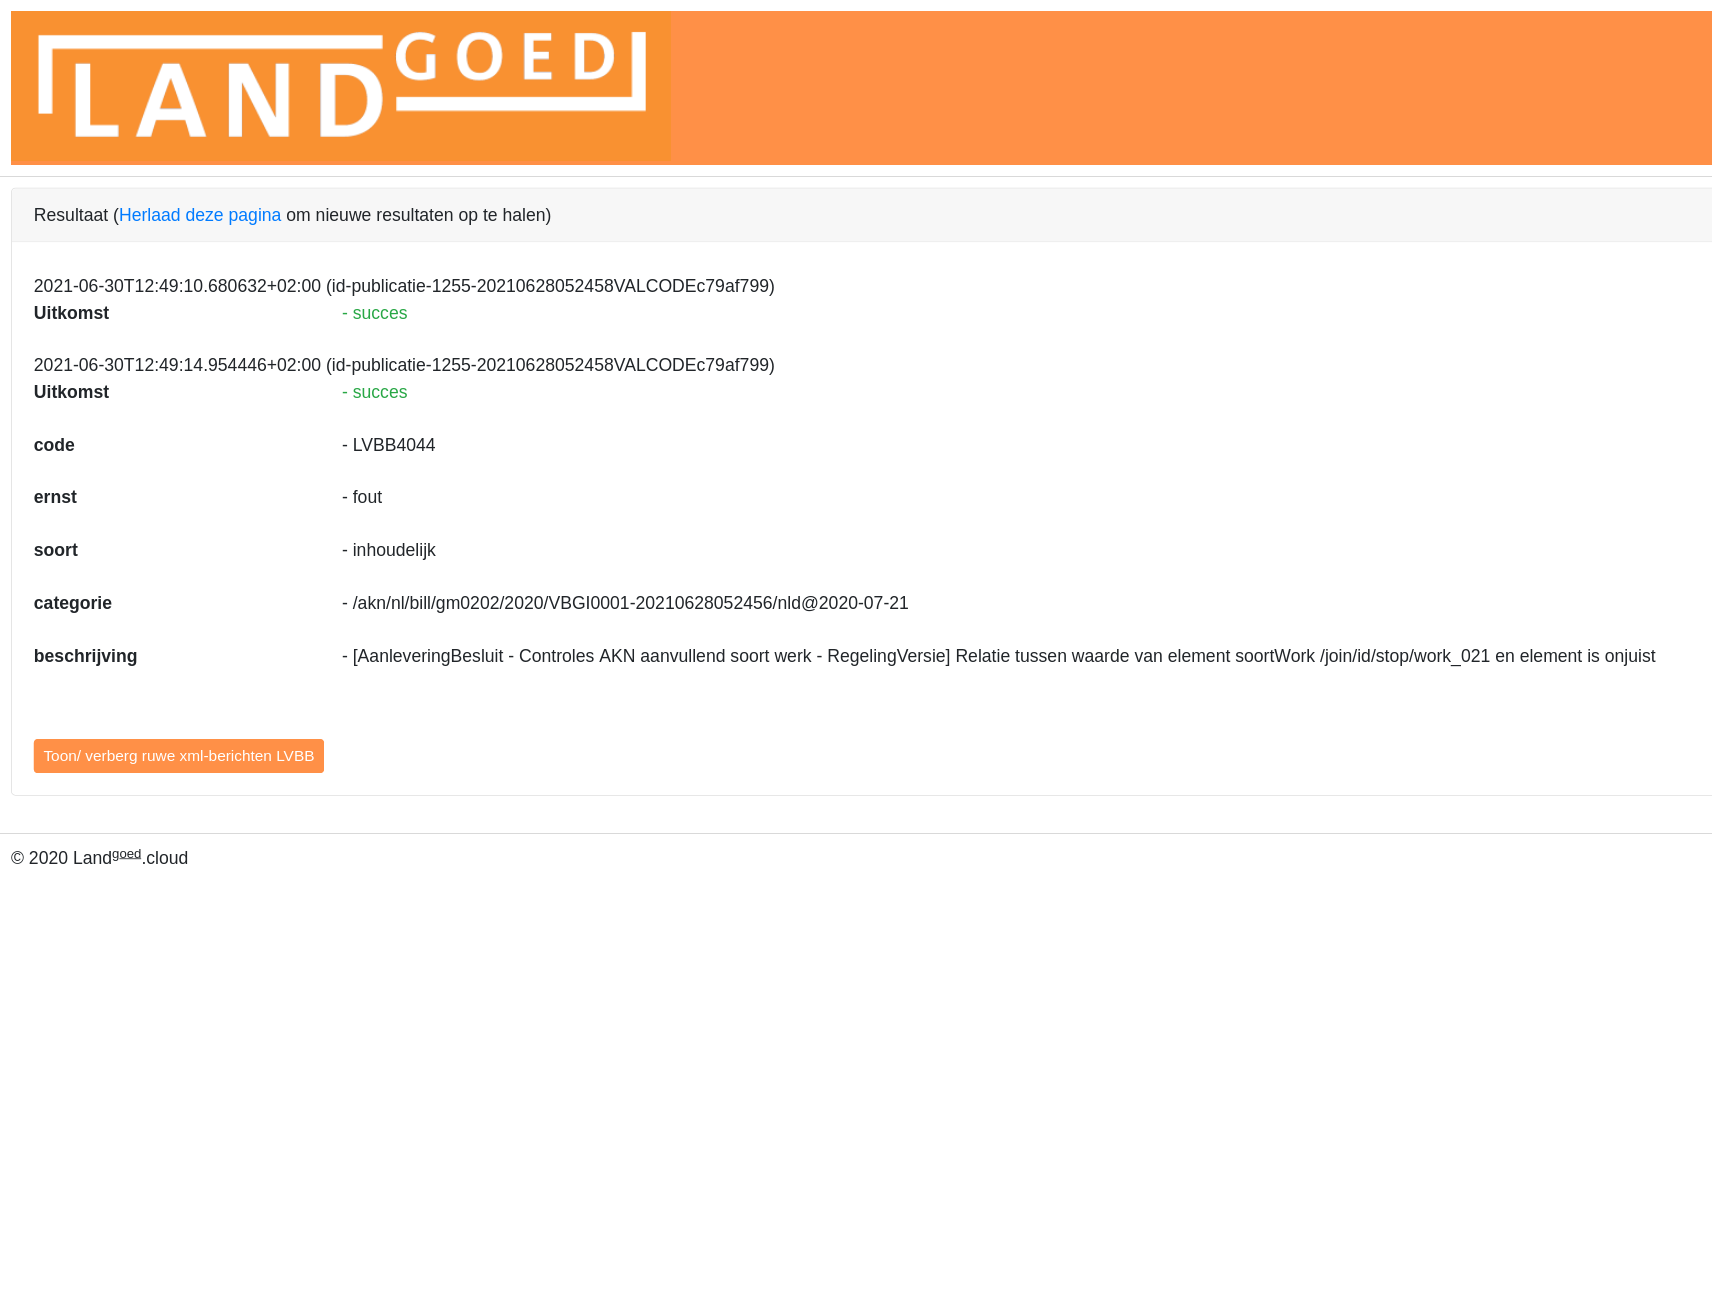 LAND GOED
Resultaat (Herlaad deze pagina om nieuwe resultaten op te halen)
2021-06-30T12:49:10.680632+02:00 (id-publicatie-1255-20210628052458VALCODEc79af799)
Uitkomst - succes
2021-06-30T12:49:14.954446+02:00 (id-publicatie-1255-20210628052458VALCODEc79af799)
Uitkomst - succes
code - LVBB4044
ernst - fout
soort - inhoudelijk
categorie - /akn/nl/bill/gm0202/2020/VBGI0001-20210628052456/nld@2020-07-21
beschrijving - [AanleveringBesluit - Controles AKN aanvullend soort werk - RegelingVersie] Relatie tussen waarde van element soortWork /join/id/stop/work_021 en element is onjuist
Toon/ verberg ruwe xml-berichten LVBB
© 2020 Landgoed.cloud